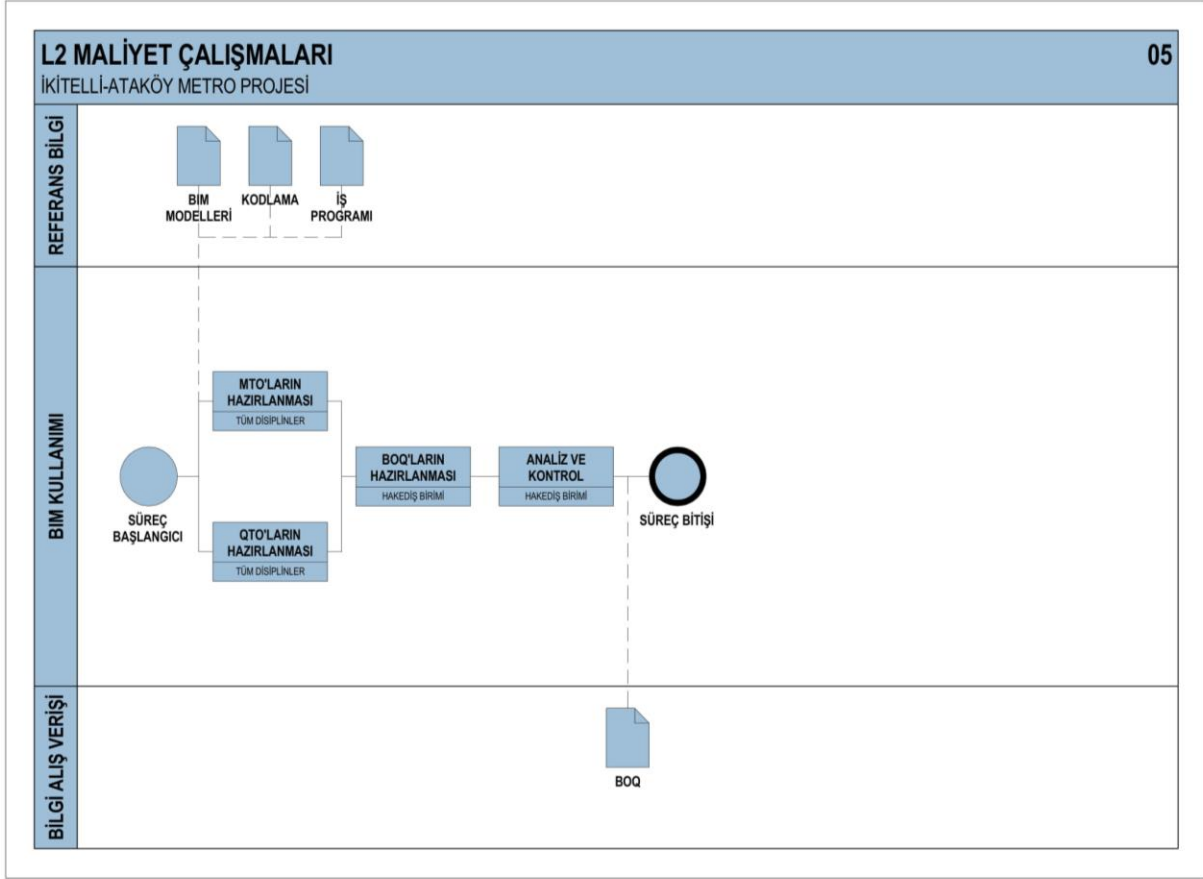 L2 MALİYET ÇALIŞMALARI
05
İKİTELLİ-ATAKÖY METRO PROJESİ
REFERANS BİLGİ
BIM
MODELLERİ
KODLAMA
İŞ
PROGRAMI
BIM KULLANIMI
SÜREÇ
BAŞLANGICI
MTO'LARIN
HAZIRLANMASI
TÜM DİSİPLİNLER
QTO'LARIN
HAZIRLANMASI
TÜM DİSİPLİNLER
BOQ'LARIN
HAZIRLANMASI
HAKEDİŞ BİRİMİ
ANALİZ VE
KONTROL
HAKEDİŞ BİRİMİ
SÜREÇ BİTİŞİ
BİLGİ ALIŞ VERİŞİ
BOQ